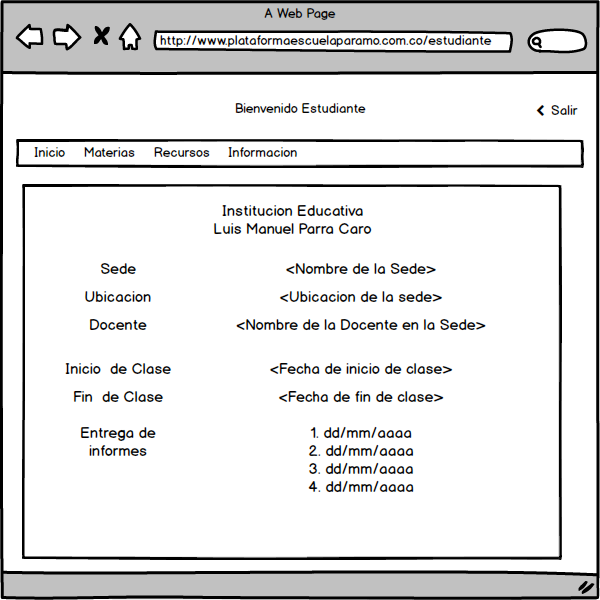 A Web Page
http://www.plataformaescuelaparamo.com.co/estudiante
Bienvenido Estudiante
Salir
Inicio Materias Recursos Informacion
Institucion Educativa
Luis Manuel Parra Caro
Sede <Nombre de la Sede>
Ubicacion <Ubicacion de la sede>
Docente <Nombre de la Docente en la Sede>
Inicio de Clase <Fecha de inicio de clase>
Fin de Clase <Fecha de fin de clase>
Entrega de
informes
1. dd/mm/aaaa
2. dd/mm/aaaa
3. dd/mm/aaaa
4. dd/mm/aaaa